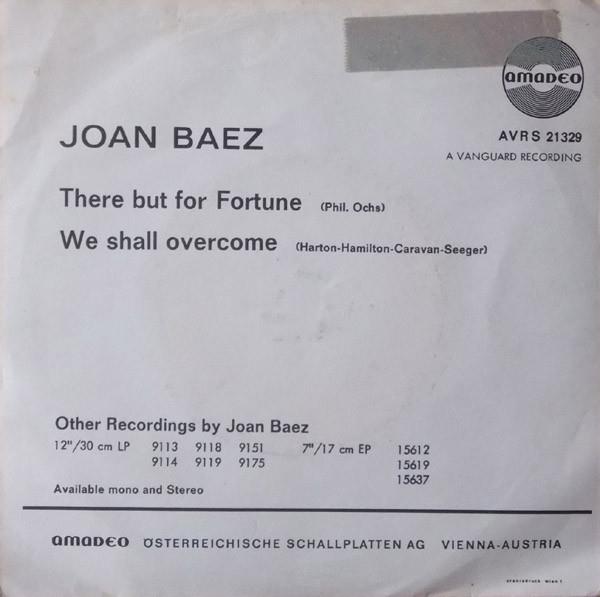 amadeo
JOAN BAEZ
AVRS 21329
A VANGUARD RECORDING
There but for Fortune (Phil. Ochs)
We shall overcome (Harton-Hamilton-Caravan-Seeger)
Other Recordings by Joan Baez
12"/30 cm LP 9113 9118 9151 7"/17 cm EP 15612
9114 9119 9175 15619
15637
Available mono and Stereo
amadeo ÖSTERREICHISCHE SCHALLPLATTEN AG VIENNA-AUSTRIA